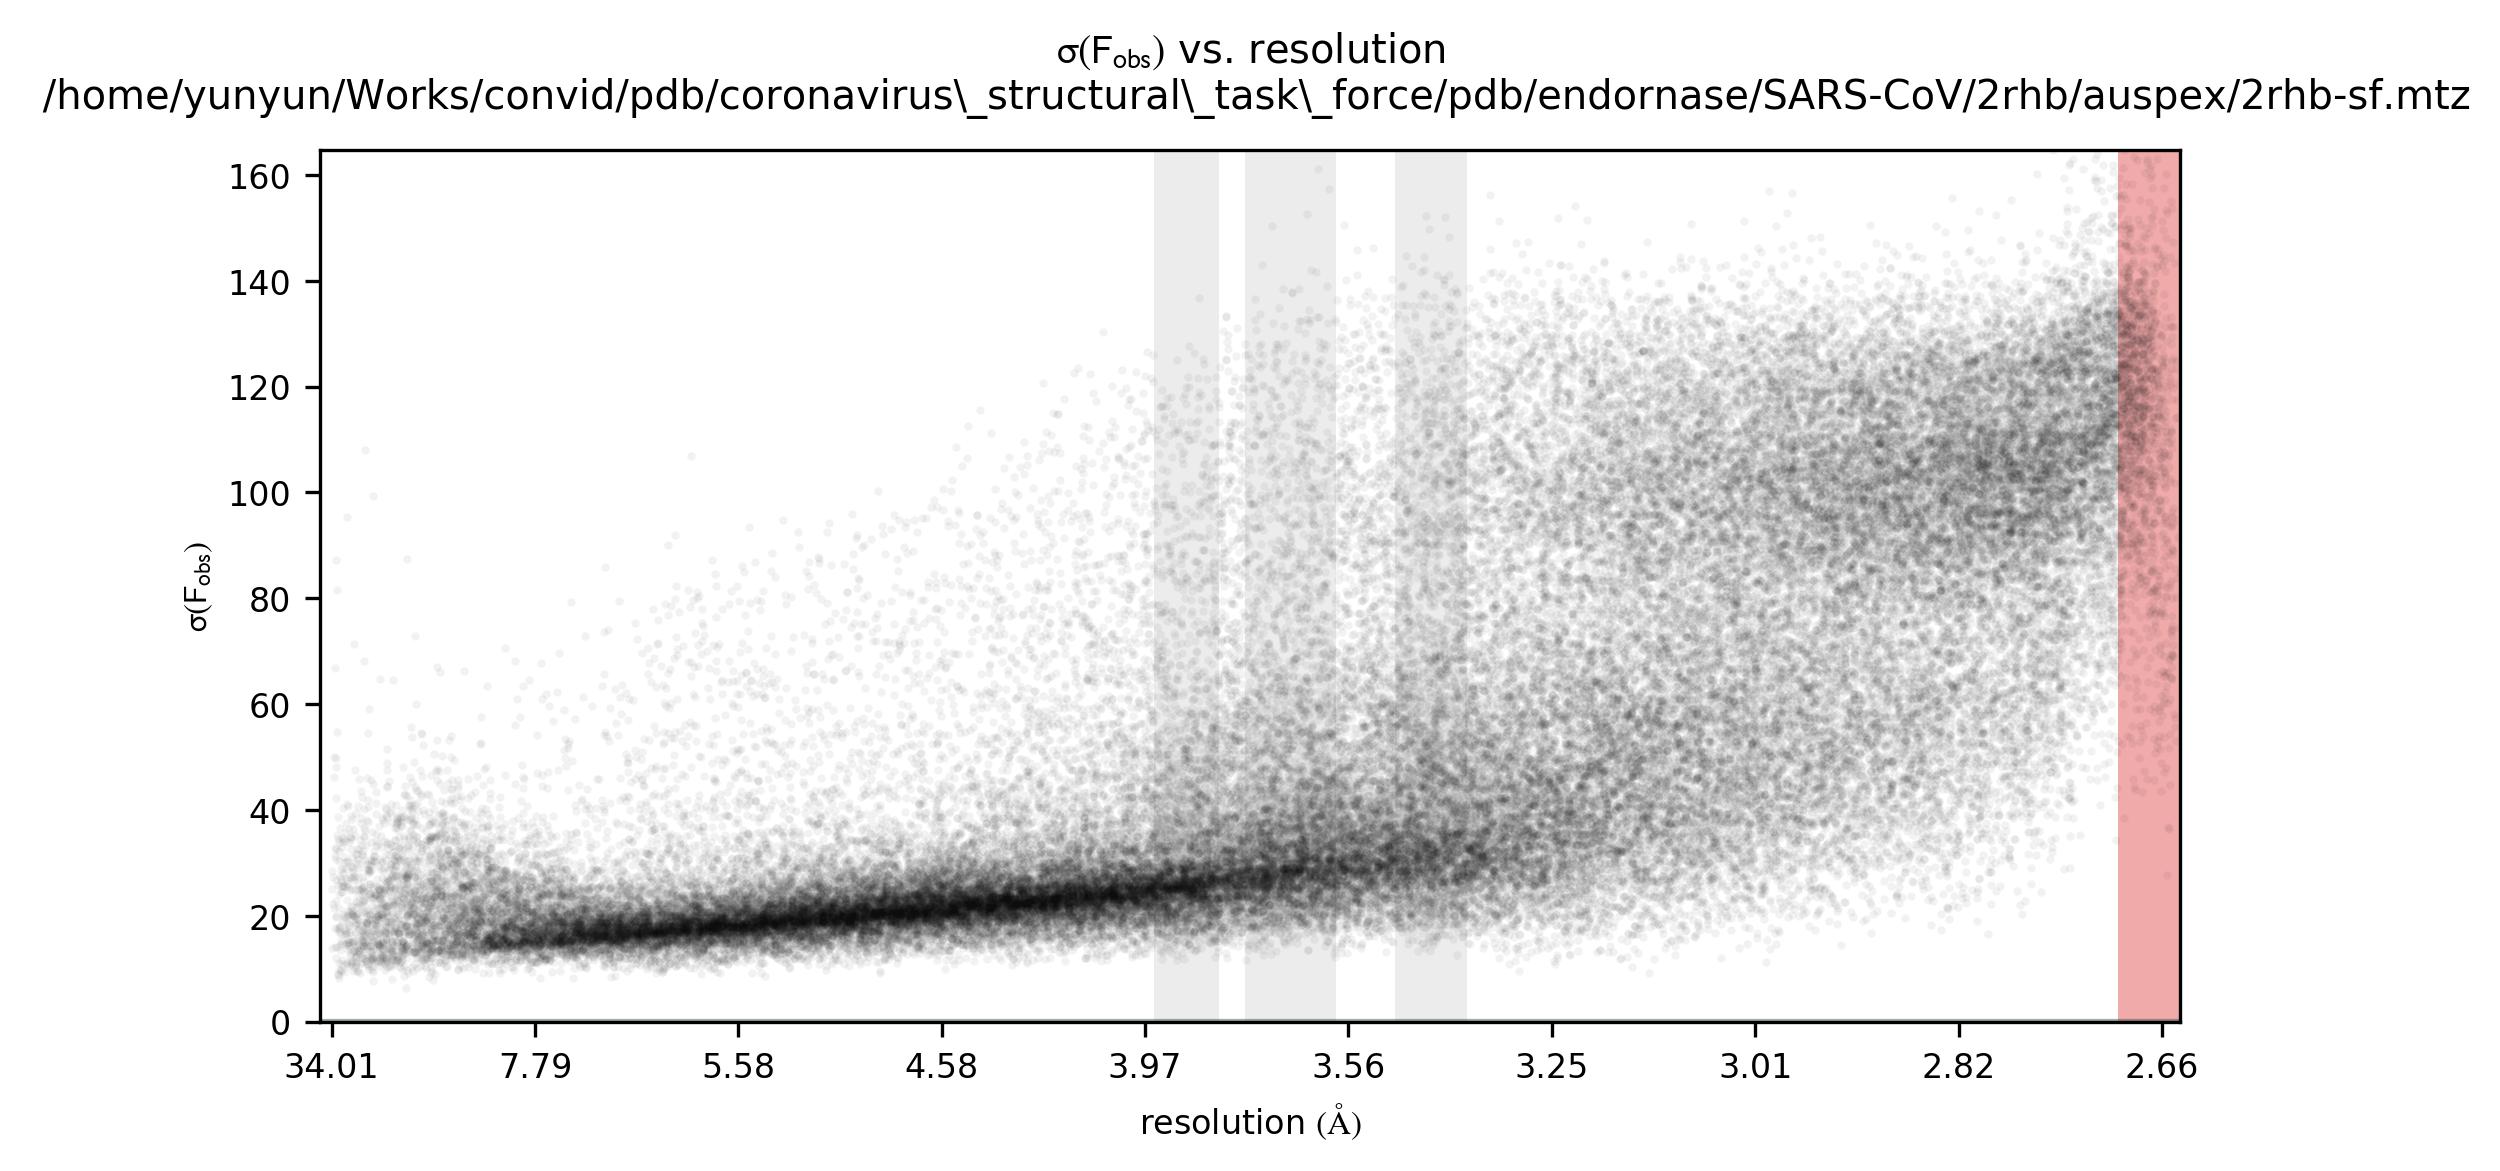 σ(Fobs) vs. resolution
/home/yunyun/Works/convid/pdb/coronavirus\_structural\_task\_force/pdb/endornase/SARS-CoV/2rhb/auspex/2rhb-sf.mtz
160
140
120
100
80
60
40
20
0
σ(Fobs)
34.01 7.79 5.58 4.58 3.97 3.56 3.25 3.01 2.82 2.66
resolution (Å)